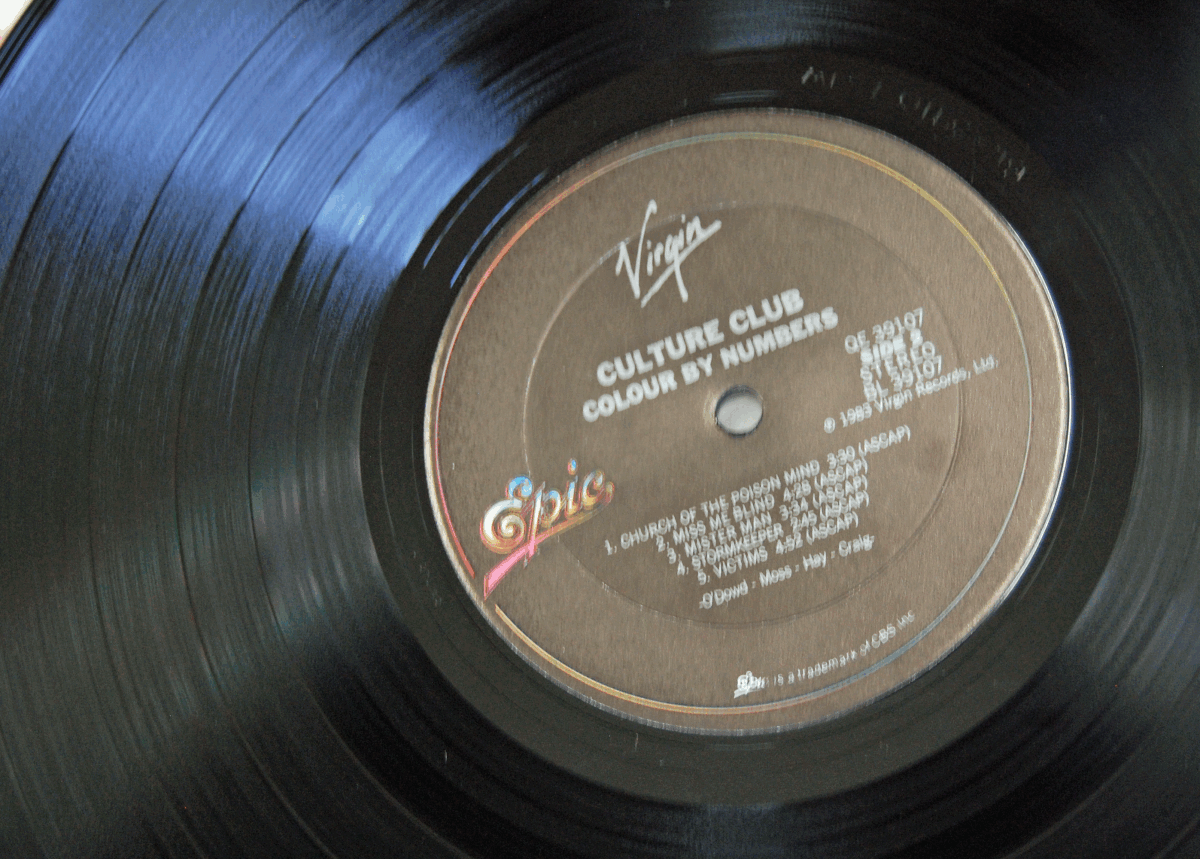 Virgin
CULTURE CLUB
COLOUR BY NUMBERS
QE 39107
SIDE 2
STEREO
BL 39107
℗ 1983 Virgin Records, Ltd.
Epic
1. CHURCH OF THE POISON MIND 3:30 (ASCAP)
2. MISS ME BLIND 4:28 (ASCAP)
3. MISTER MAN 3:34 (ASCAP)
4. STORMKEEPER 2:45 (ASCAP)
5. VICTIMS 4:52 (ASCAP)
-O'Dowd - Moss - Hay - Craig-
Epic is a trademark of CBS Inc